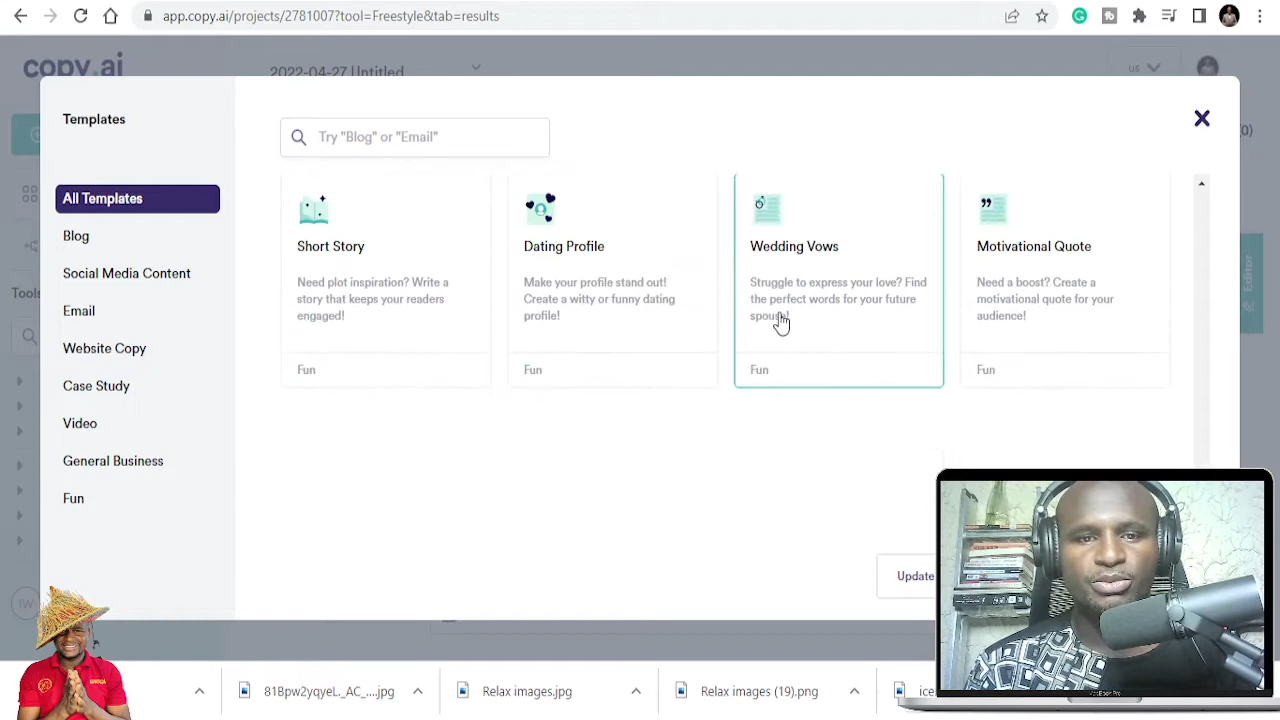 app.copy.ai/projects/2781007?tool=Freestyle&tab=results
copy.ai
2022-04-27 Untitled
us
Templates
Try "Blog" or "Email"
All Templates
Blog
Social Media Content
Email
Website Copy
Case Study
Video
General Business
Fun
Short Story
Need plot inspiration? Write a
story that keeps your readers
engaged!
Fun
Dating Profile
Make your profile stand out!
Create a witty or funny dating
profile!
Fun
Wedding Vows
Struggle to express your love? Find
the perfect words for your future
spouse!
Fun
Motivational Quote
Need a boost? Create a
motivational quote for your
audience!
Fun
(0)
Tools
Editor
Update
81Bpw2yqyeL._AC_....jpg
Relax images.jpg
Relax images (19).png
ice